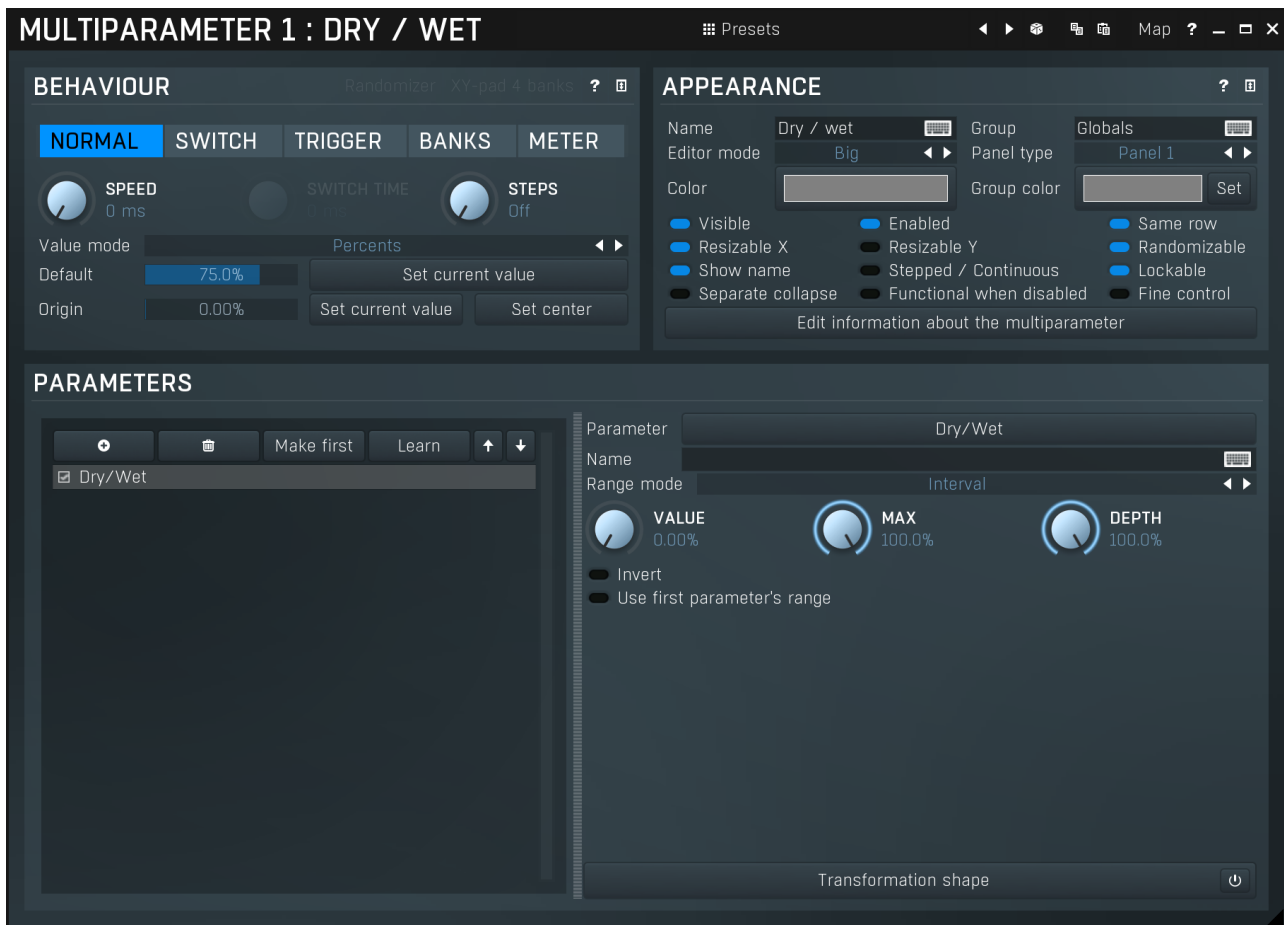 MULTIPARAMETER 1 : DRY / WET
Presets
Map ?
BEHAVIOUR
Randomizer XY-pad 4 banks ?
NORMAL SWITCH TRIGGER BANKS METER
SPEED
0 ms
SWITCH TIME
STEPS
Off
Value mode Percents
Default 75.0% Set current value
Origin 0.00% Set current value Set center
APPEARANCE ?
Name Dry / wet Group Globals
Editor mode Big Panel type Panel 1
Color Group color Set
Visible Enabled Same row
Resizable X Resizable Y Randomizable
Show name Stepped / Continuous Lockable
Separate collapse Functional when disabled Fine control
Edit information about the multiparameter
PARAMETERS
Make first Learn
Dry/Wet
Parameter Dry/Wet
Name
Range mode Interval
VALUE
0.00%
MAX
100.0%
DEPTH
100.0%
Invert
Use first parameter's range
Transformation shape